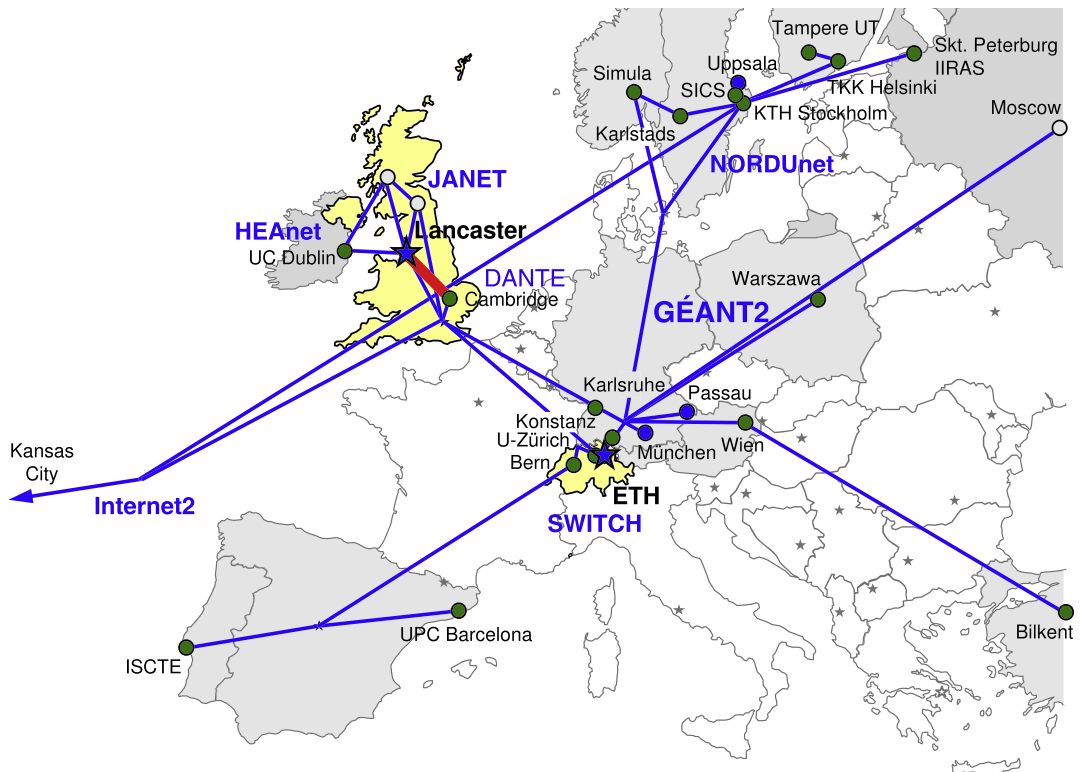 Tampere UT
Skt. Peterburg
IIRAS
Uppsala
Simula
SICS
TKK Helsinki
Moscow
KTH Stockholm
Karlstads
NORDUnet
JANET
HEAnet
Lancaster
UC Dublin
DANTE
Cambridge
Warszawa
GÉANT2
Karlsruhe
Passau
Konstanz
U-Zürich
Wien
Bern
München
Kansas
City
ETH
Internet2
SWITCH
UPC Barcelona
Bilkent
ISCTE